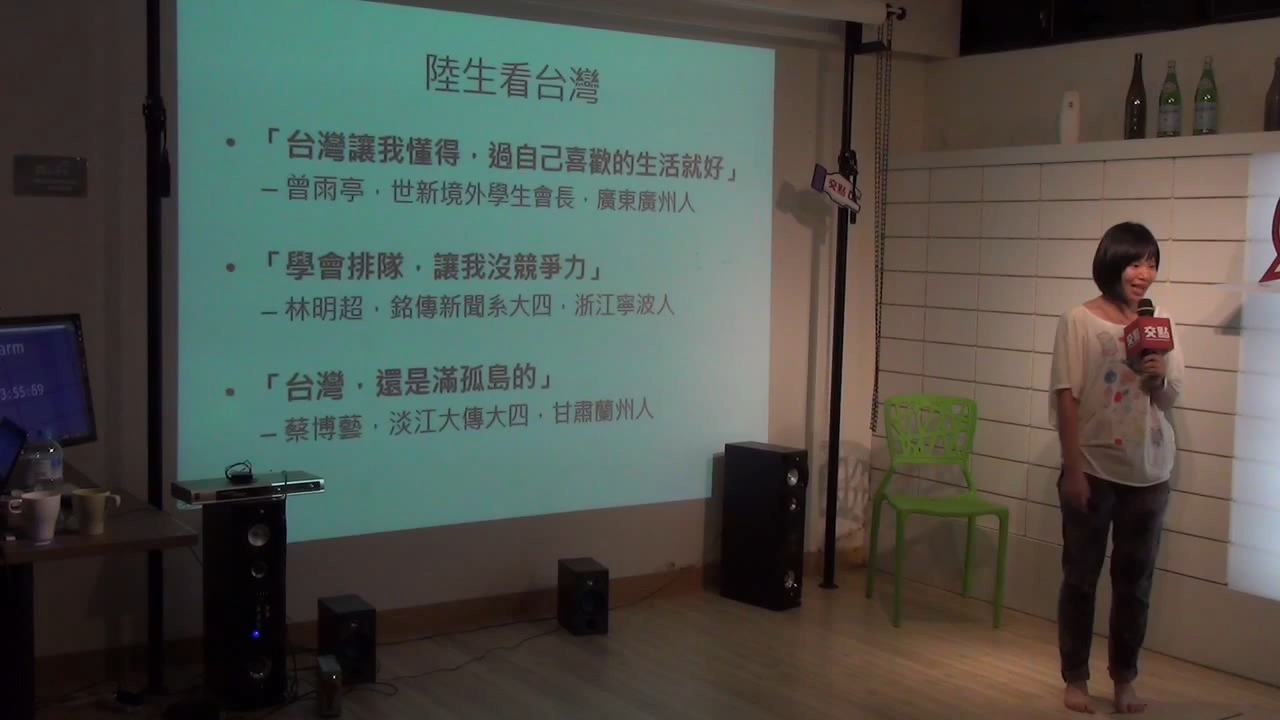 陸生看台灣
•「台灣讓我懂得，過自己喜歡的生活就好」
–曾雨亭，世新境外學生會長，廣東廣州人
•「學會排隊，讓我沒競爭力」
–林明超，銘傳新聞系大四，浙江寧波人
•「台灣，還是滿孤島的」
–蔡博藝，淡江大傳大四，甘肅蘭州人
交點
交點
交點
arm
3:55:59